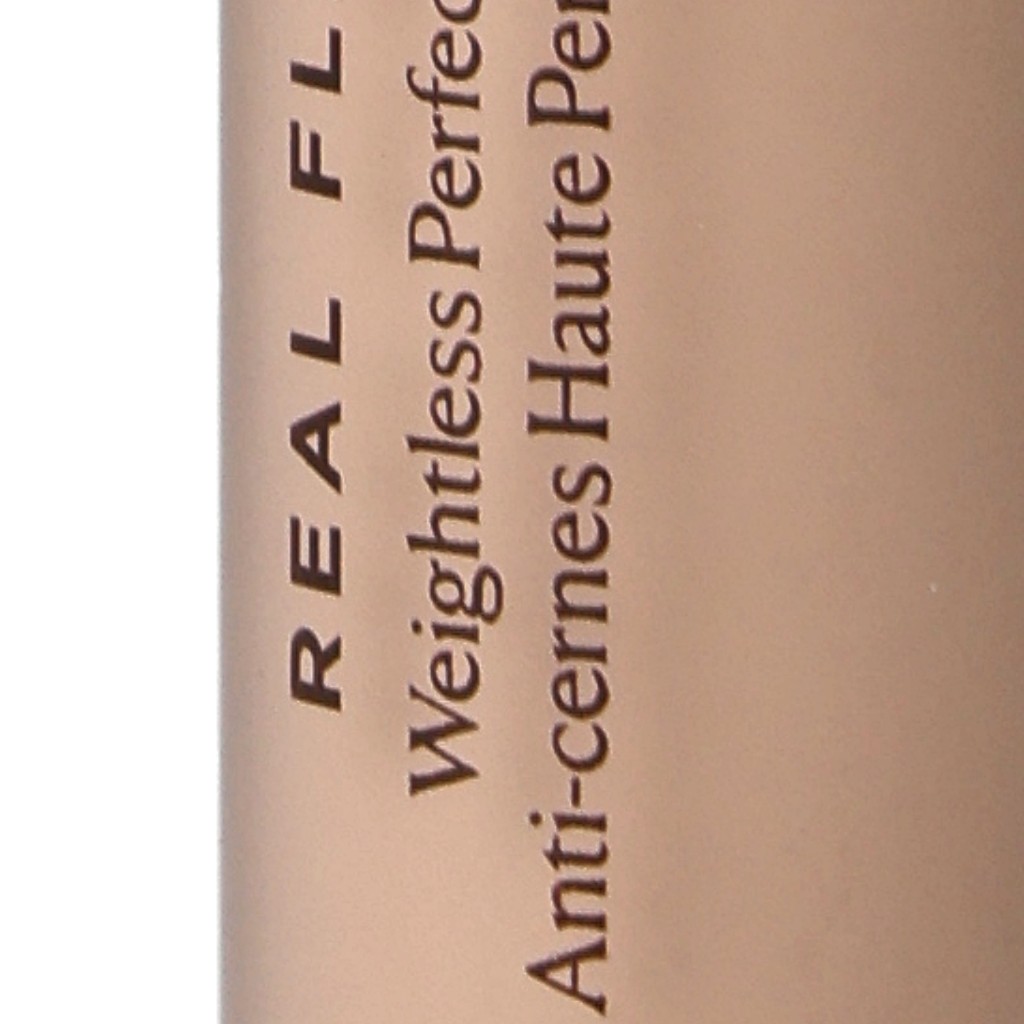 REAL FL
Weightless Perfec
Anti-cernes Haute Per